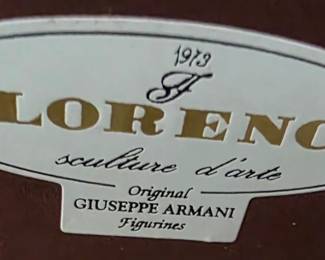 1973
F
LORENC
sculture d'arte
Original
GIUSEPPE ARMANI
Figurines